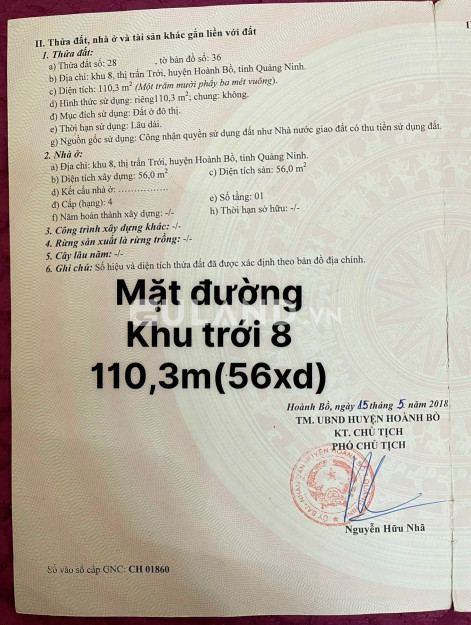 II. Thửa đất, nhà ở và tài sản khác gắn liền với đất
1. Thửa đất:
a) Thửa đất số: 28 , tờ bản đồ số: 36
b) Địa chỉ: khu 8, thị trấn Trới, huyện Hoành Bồ, tỉnh Quảng Ninh.
c) Diện tích: 110,3 m² (Một trăm mười phẩy ba mét vuông).
d) Hình thức sử dụng: riêng110,3 m²; chung: không.
đ) Mục đích sử dụng: Đất ở đô thị.
e) Thời hạn sử dụng: Lâu dài.
g) Nguồn gốc sử dụng: Công nhận quyền sử dụng đất như Nhà nước giao đất có thu tiền sử dụng đất.
2. Nhà ở:
a) Địa chỉ: khu 8, thị trấn Trới, huyện Hoành Bồ, tỉnh Quảng Ninh.
b) Diện tích xây dựng: 56,0 m² c) Diện tích sàn: 56,0 m²
d) Kết cấu nhà ở: ................
đ) Cấp (hạng): 4 e) Số tầng: 01
f) Năm hoàn thành xây dựng: -/- h) Thời hạn sở hữu: -/-
3. Công trình xây dựng khác: -/-
4. Rừng sản xuất là rừng trồng: -/-
5. Cây lâu năm: -/-
6. Ghi chú: Số hiệu và diện tích thửa đất đã được xác định theo bản đồ địa chính.
Mặt đường
GULAND.VN
Khu trới 8
110,3m(56xd)
Hoành Bồ, ngày 15 tháng 5 năm 2018
TM. UBND HUYỆN HOÀNH BỒ
KT. CHỦ TỊCH
PHÓ CHỦ TỊCH
Nguyễn Hữu Nhã
Số vào sổ cấp GCN: CH 01860